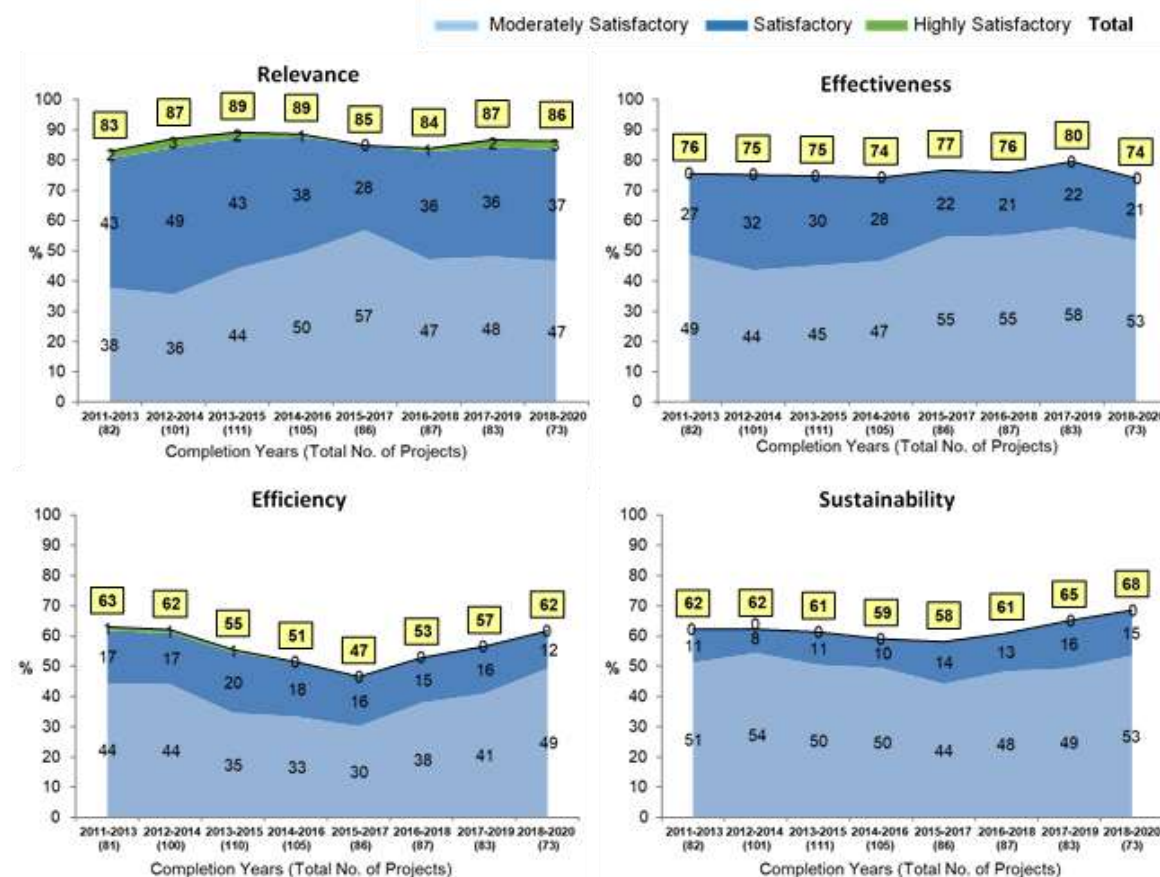 Moderately Satisfactory Satisfactory Highly Satisfactory Total
Relevance
100
90
80
70
60
50
%
40
30
20
10
0
83 87 89 89 85 84 87 86
2 3 2 1 0 1 2 3
43 49 43 38 28 36 36 37
38 36 44 50 57 47 48 47
2011-2013 2012-2014 2013-2015 2014-2016 2015-2017 2016-2018 2017-2019 2018-2020
(82) (101) (111) (105) (86) (87) (83) (73)
Completion Years (Total No. of Projects)
Effectiveness
100
90
80
70
60
50
%
40
30
20
10
0
76 75 75 74 77 76 80 74
0 0 0 0 0 0
27 32 30 28 22 21 22 21
49 44 45 47 55 55 58 53
2011-2013 2012-2014 2013-2015 2014-2016 2015-2017 2016-2018 2017-2019 2018-2020
(82) (101) (111) (105) (86) (87) (83) (73)
Completion Years (Total No. of Projects)
Efficiency
100
90
80
70
60
50
%
40
30
20
10
0
63 62 55 51 47 53 57 62
1 1 1 0 0 0 0 0
17 17 20 18 16 15 16 12
44 44 35 33 30 38 41 49
2011-2013 2012-2014 2013-2015 2014-2016 2015-2017 2016-2018 2017-2019 2018-2020
(81) (100) (110) (105) (86) (87) (83) (73)
Completion Years (Total No. of Projects)
Sustainability
100
90
80
70
60
50
%
40
30
20
10
0
62 62 61 59 58 61 65 68
0 0 0 0 0 0
11 8 11 10 14 13 16 15
51 54 50 50 44 48 49 53
2011-2013 2012-2014 2013-2015 2014-2016 2015-2017 2016-2018 2017-2019 2018-2020
(82) (101) (111) (105) (86) (87) (83) (73)
Completion Years (Total No. of Projects)